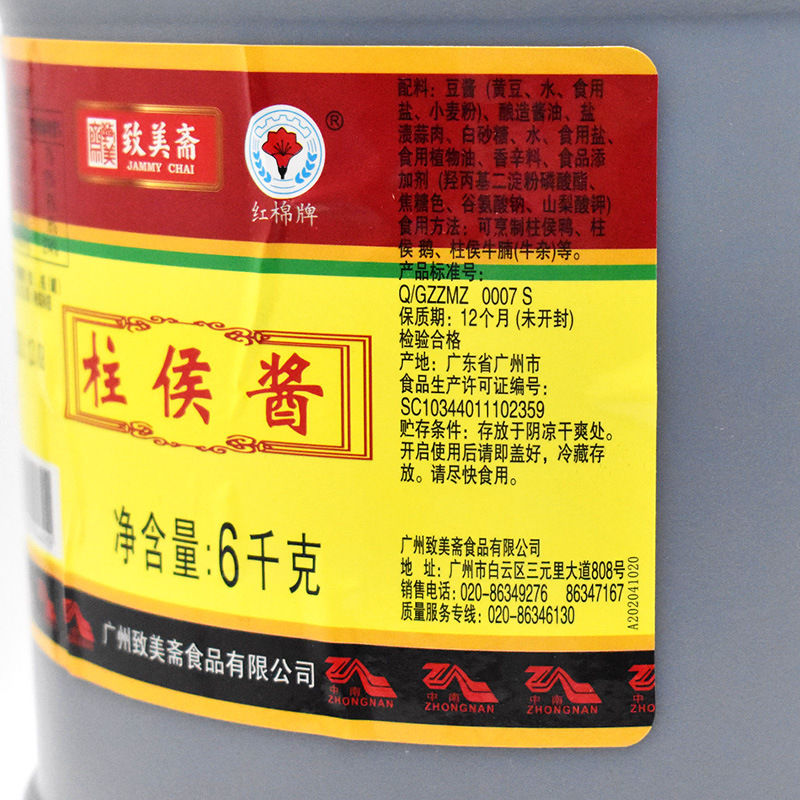 致美斋
JAMMY CHAI
®
红棉牌
柱侯酱
净含量:6千克
配料: 豆酱 (黄豆、水、食用
盐、小麦粉)、酿造酱油、盐
渍蒜肉、白砂糖、水、食用盐、
食用植物油、香辛料、食品添
加剂 (羟丙基二淀粉磷酸酯、
焦糖色、谷氨酸钠、山梨酸钾)
食用方法: 可烹制柱侯鸭、柱
侯 鹅、柱侯牛腩(牛杂)等。
产品标准号:
Q/GZZMZ 0007 S
保质期: 12个月 (未开封)
检验合格
产地: 广东省广州市
食品生产许可证编号:
SC10344011102359
贮存条件: 存放于阴凉干爽处。
开启使用后请即盖好，冷藏存
放。请尽快食用。
广州致美斋食品有限公司
地 址: 广州市白云区三元里大道808号
销售电话: 020-86349276 86347167
质量服务专线: 020-86346130
A202041020
广州致美斋食品有限公司
中南
ZHONGNAN
中南
ZHONGNAN
中南
ZHONGNAN
中
ZHO